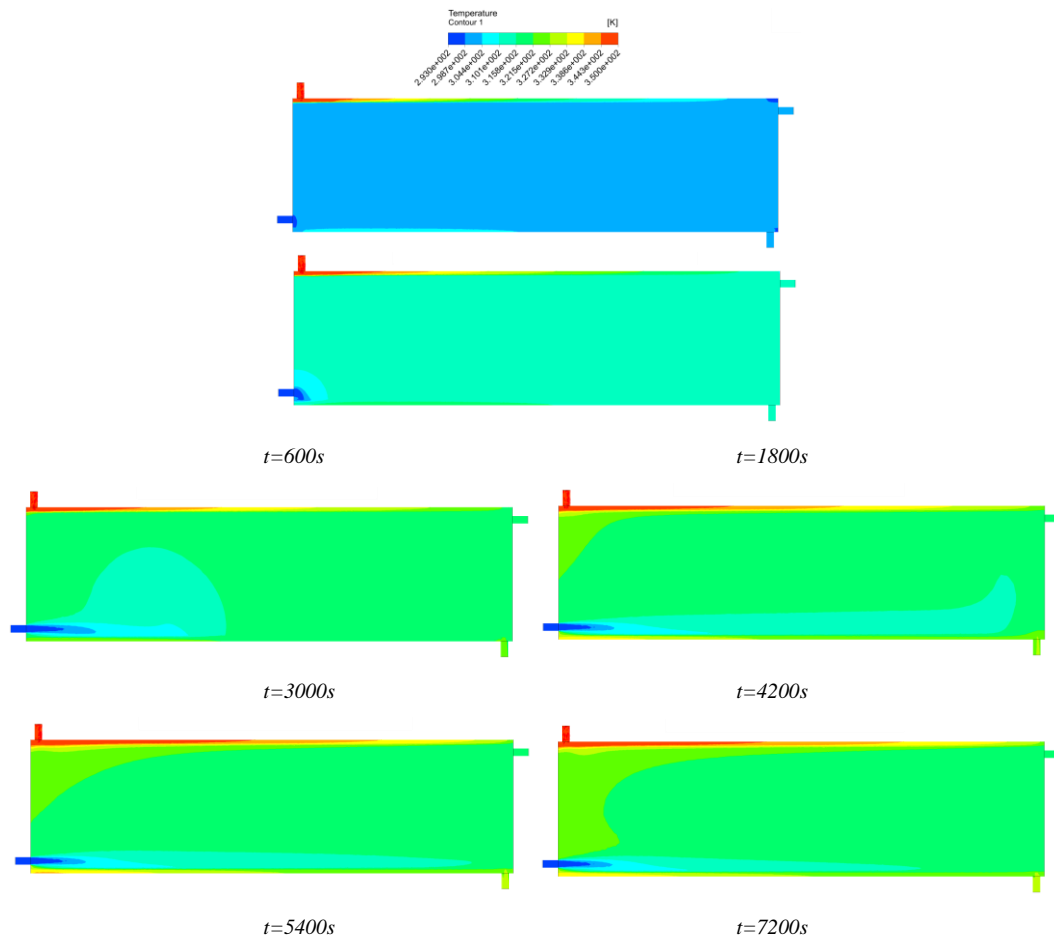 Temperature
Contour 1
[K]
2.930e+002
2.987e+002
3.044e+002
3.101e+002
3.158e+002
3.215e+002
3.272e+002
3.329e+002
3.386e+002
3.443e+002
3.500e+002
t=600s t=1800s
t=3000s t=4200s
t=5400s t=7200s